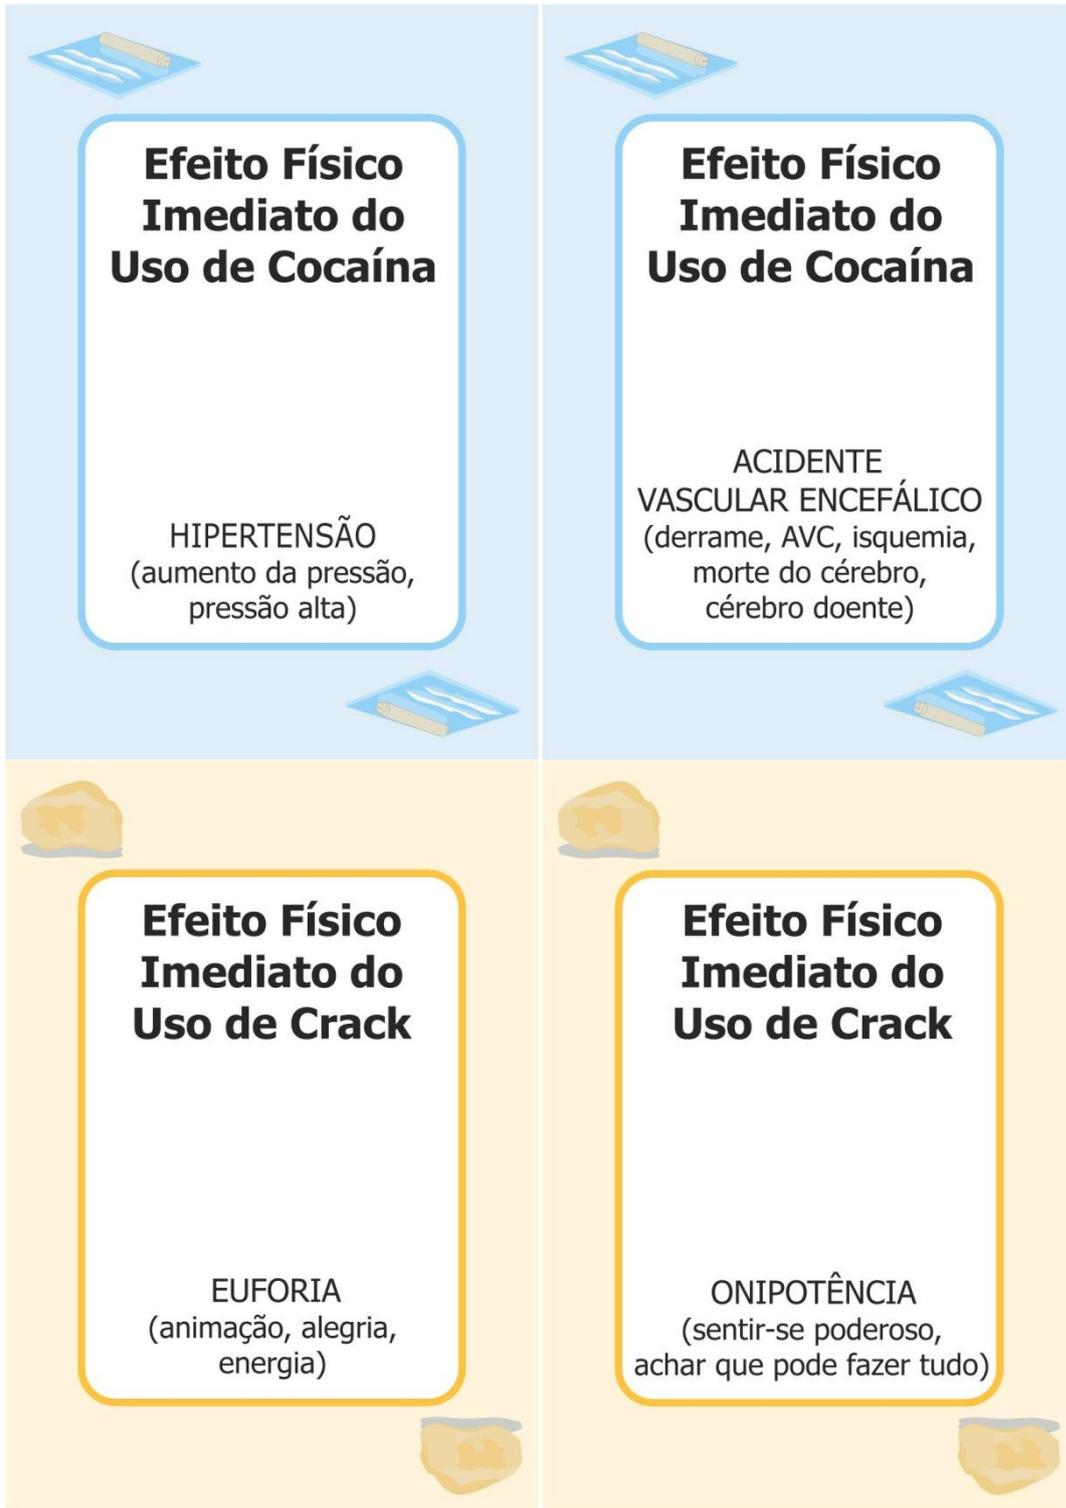 Efeito Físico
Imediato do
Uso de Cocaína
HIPERTENSÃO
(aumento da pressão,
pressão alta)
Efeito Físico
Imediato do
Uso de Cocaína
ACIDENTE
VASCULAR ENCEFÁLICO
(derrame, AVC, isquemia,
morte do cérebro,
cérebro doente)
Efeito Físico
Imediato do
Uso de Crack
EUFORIA
(animação, alegria,
energia)
Efeito Físico
Imediato do
Uso de Crack
ONIPOTÊNCIA
(sentir-se poderoso,
achar que pode fazer tudo)